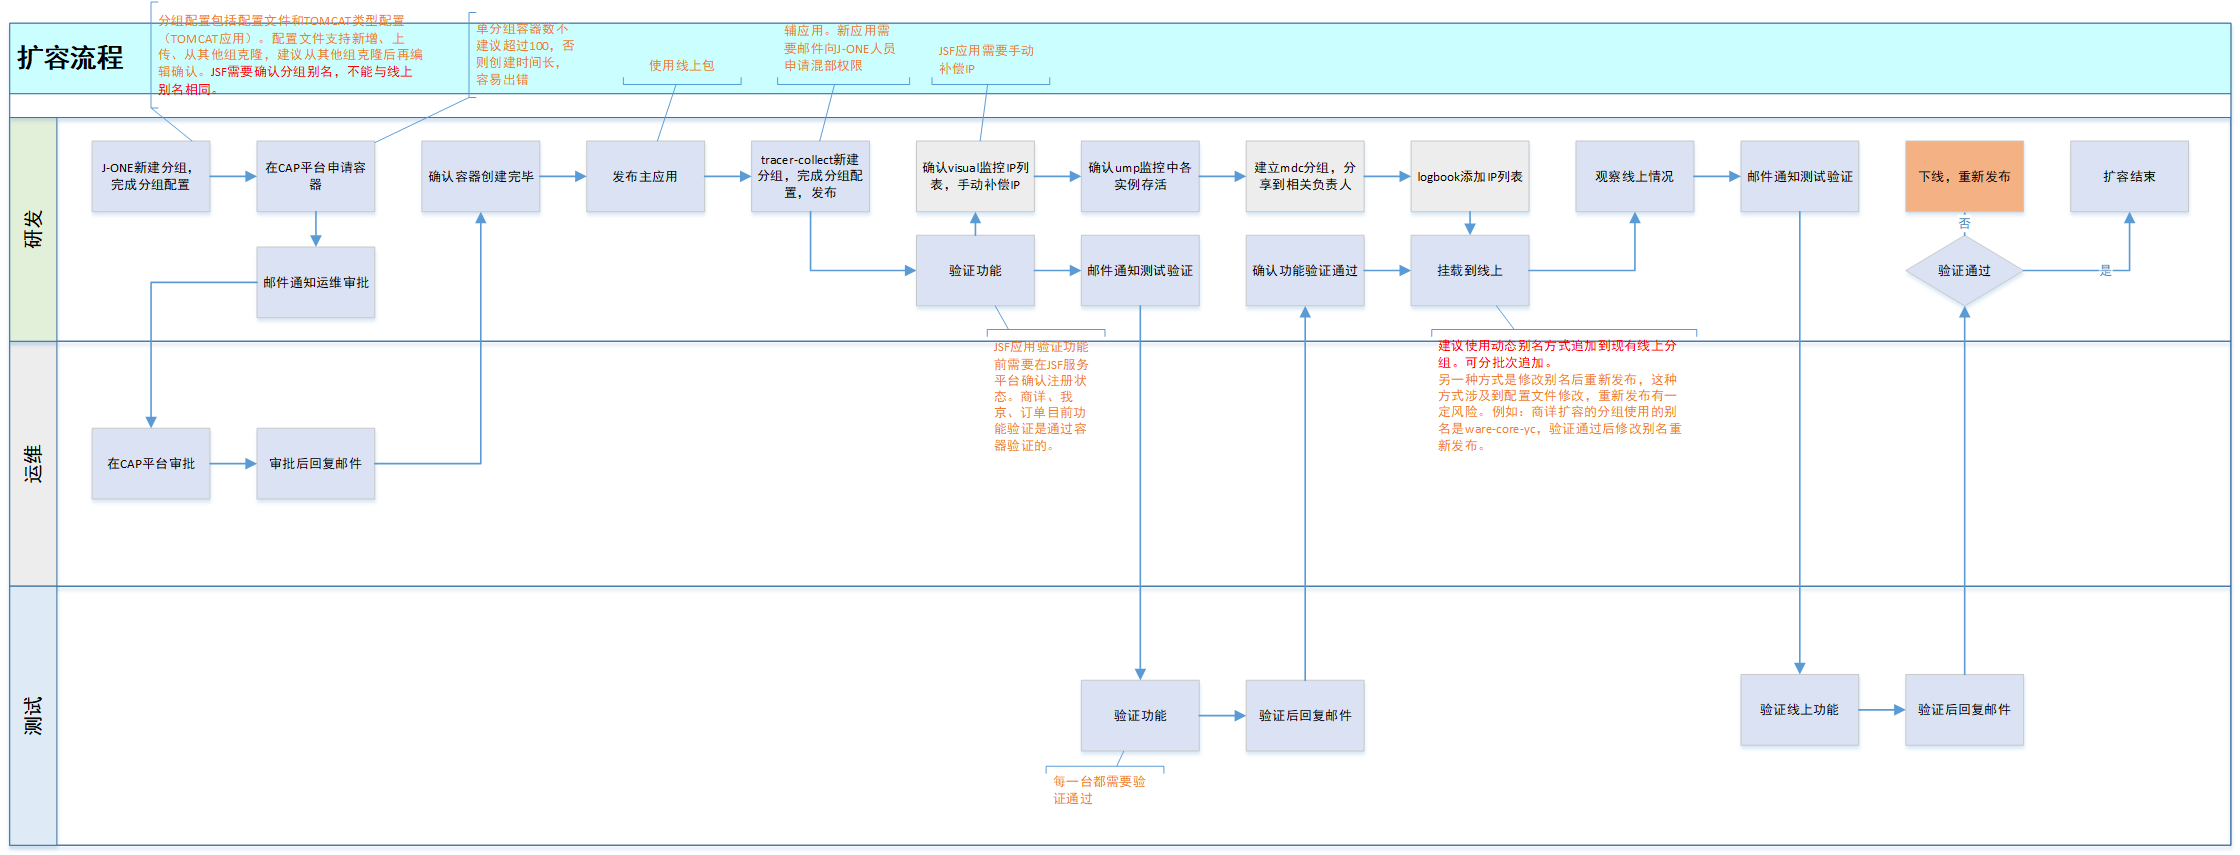 扩容流程
分组配置包括配置文件和TOMCAT类型配置
（TOMCAT应用）。配置文件支持新增、上
传、从其他组克隆，建议从其他组克隆后再编
辑确认。JSF需要确认分组别名，不能与线上
别名相同。
单分组容器数不
建议超过100，否
则创建时间长，
容易出错
使用线上包
辅应用。新应用需
要邮件向J-ONE人员
申请混部权限
JSF应用需要手动
补偿IP
研发
J-ONE新建分组，
完成分组配置
在CAP平台申请容
器
确认容器创建完毕
发布主应用
tracer-collect新建
分组，完成分组配
置，发布
确认visual监控IP列
表，手动补偿IP
确认ump监控中各
实例存活
建立mdc分组，分
享到相关负责人
logbook添加IP列表
观察线上情况
邮件通知测试验证
下线，重新发布
扩容结束
否
邮件通知运维审批
验证功能
邮件通知测试验证
确认功能验证通过
挂载到线上
验证通过
是
JSF应用验证功能
前需要在JSF服务
平台确认注册状
态。商详、我
京、订单目前功
能验证是通过容
器验证的。
建议使用动态别名方式追加到现有线上分
组。可分批次追加。
另一种方式是修改别名后重新发布，这种
方式涉及到配置文件修改，重新发布有一
定风险。例如：商详扩容的分组使用的别
名是ware-core-yc，验证通过后修改别名重
新发布。
运维
在CAP平台审批
审批后回复邮件
测试
验证功能
验证后回复邮件
验证线上功能
验证后回复邮件
每一台都需要验
证通过